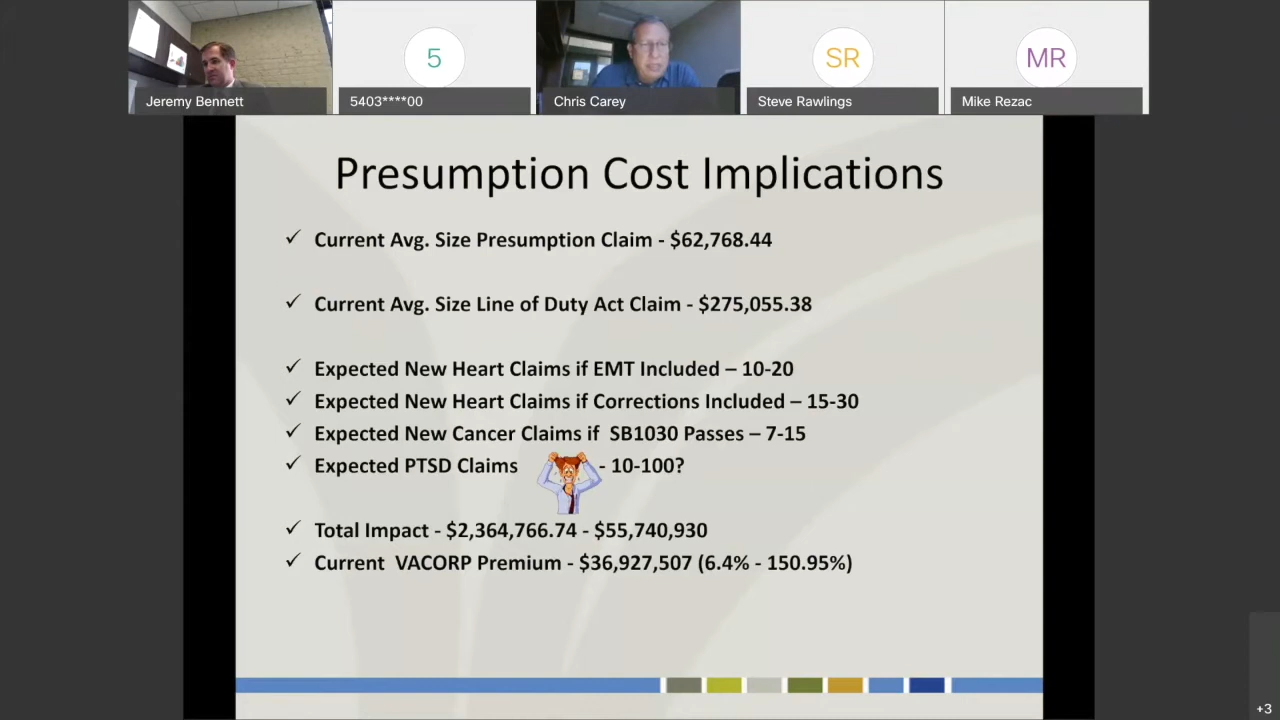 5
SR
MR
Jeremy Bennett
5403****00
Chris Carey
Steve Rawlings
Mike Rezac
Presumption Cost Implications
✓ Current Avg. Size Presumption Claim - $62,768.44
✓ Current Avg. Size Line of Duty Act Claim - $275,055.38
✓ Expected New Heart Claims if EMT Included – 10-20
✓ Expected New Heart Claims if Corrections Included – 15-30
✓ Expected New Cancer Claims if SB1030 Passes – 7-15
✓ Expected PTSD Claims - 10-100?
✓ Total Impact - $2,364,766.74 - $55,740,930
✓ Current VACORP Premium - $36,927,507 (6.4% - 150.95%)
+3